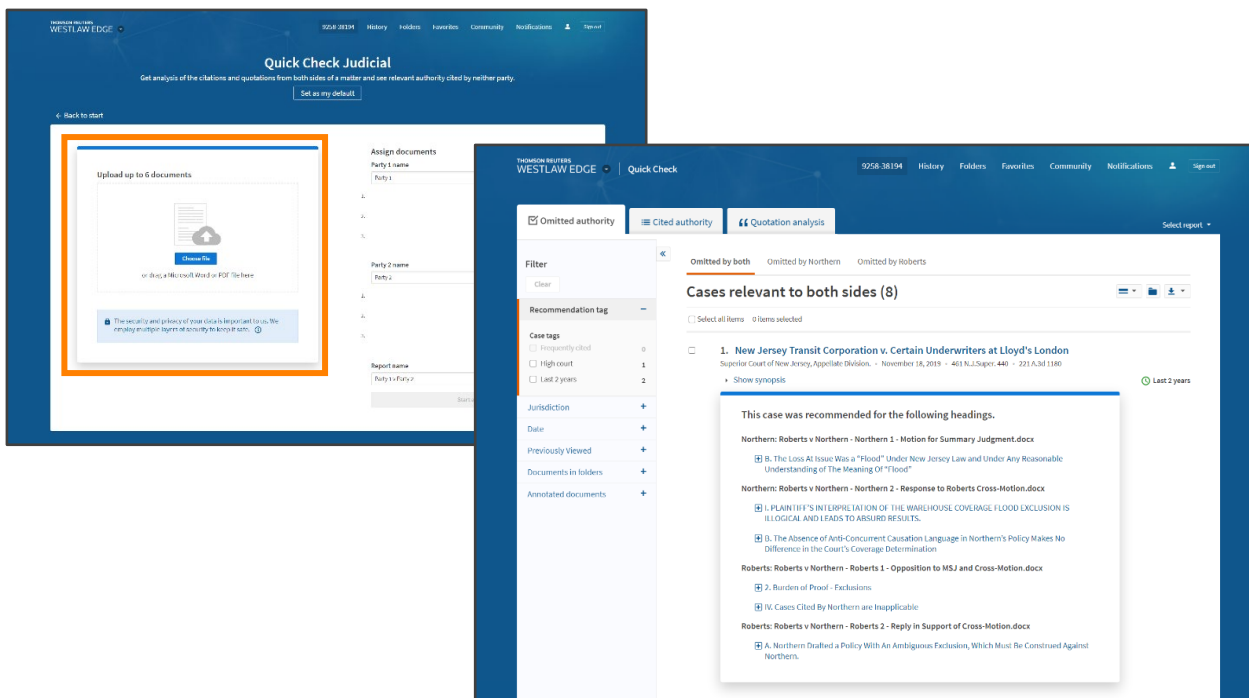 THOMSON REUTERS
WESTLAW EDGE
9258-38194 History Folders Favorites Community Notifications Sign out
Quick Check Judicial
Get analysis of the citations and quotations from both sides of a matter and see relevant authority cited by neither party.
Set as my default
Back to start
Upload up to 6 documents
Choose file
or drag a Microsoft Word or PDF file here
The security and privacy of your data is important to us. We
employ multiple layers of security to keep it safe.
Assign documents
Party 1 name
Party 1
Party 2 name
Party 2
Report name
Party 1 v Party 2
THOMSON REUTERS
WESTLAW EDGE Quick Check
9258-38194 History Folders Favorites Community Notifications Sign out
Omitted authority Cited authority Quotation analysis
Select report
Filter
Clear
Recommendation tag −
Case tags
Frequently cited 0
High court 1
Last 2 years 2
Jurisdiction +
Date +
Previously Viewed +
Documents in folders +
Annotated documents +
«
Omitted by both Omitted by Northern Omitted by Roberts
Cases relevant to both sides (8)
Select all items 0 items selected
1. New Jersey Transit Corporation v. Certain Underwriters at Lloyd's London
Superior Court of New Jersey, Appellate Division. • November 18, 2019 • 461 N.J.Super. 440 • 221 A.3d 1180
Show synopsis
Last 2 years
This case was recommended for the following headings.
Northern: Roberts v Northern - Northern 1 - Motion for Summary Judgment.docx
B. The Loss At Issue Was a "Flood" Under New Jersey Law and Under Any Reasonable
Understanding of The Meaning Of "Flood"
Northern: Roberts v Northern - Northern 2 - Response to Roberts Cross-Motion.docx
I. PLAINTIFF'S INTERPRETATION OF THE WAREHOUSE COVERAGE FLOOD EXCLUSION IS
ILLOGICAL AND LEADS TO ABSURD RESULTS.
B. The Absence of Anti-Concurrent Causation Language in Northern's Policy Makes No
Difference in the Court's Coverage Determination
Roberts: Roberts v Northern - Roberts 1 - Opposition to MSJ and Cross-Motion.docx
2. Burden of Proof - Exclusions
IV. Cases Cited By Northern are Inapplicable
Roberts: Roberts v Northern - Roberts 2 - Reply in Support of Cross-Motion.docx
A. Northern Drafted a Policy With An Ambiguous Exclusion, Which Must Be Construed Against
Northern.